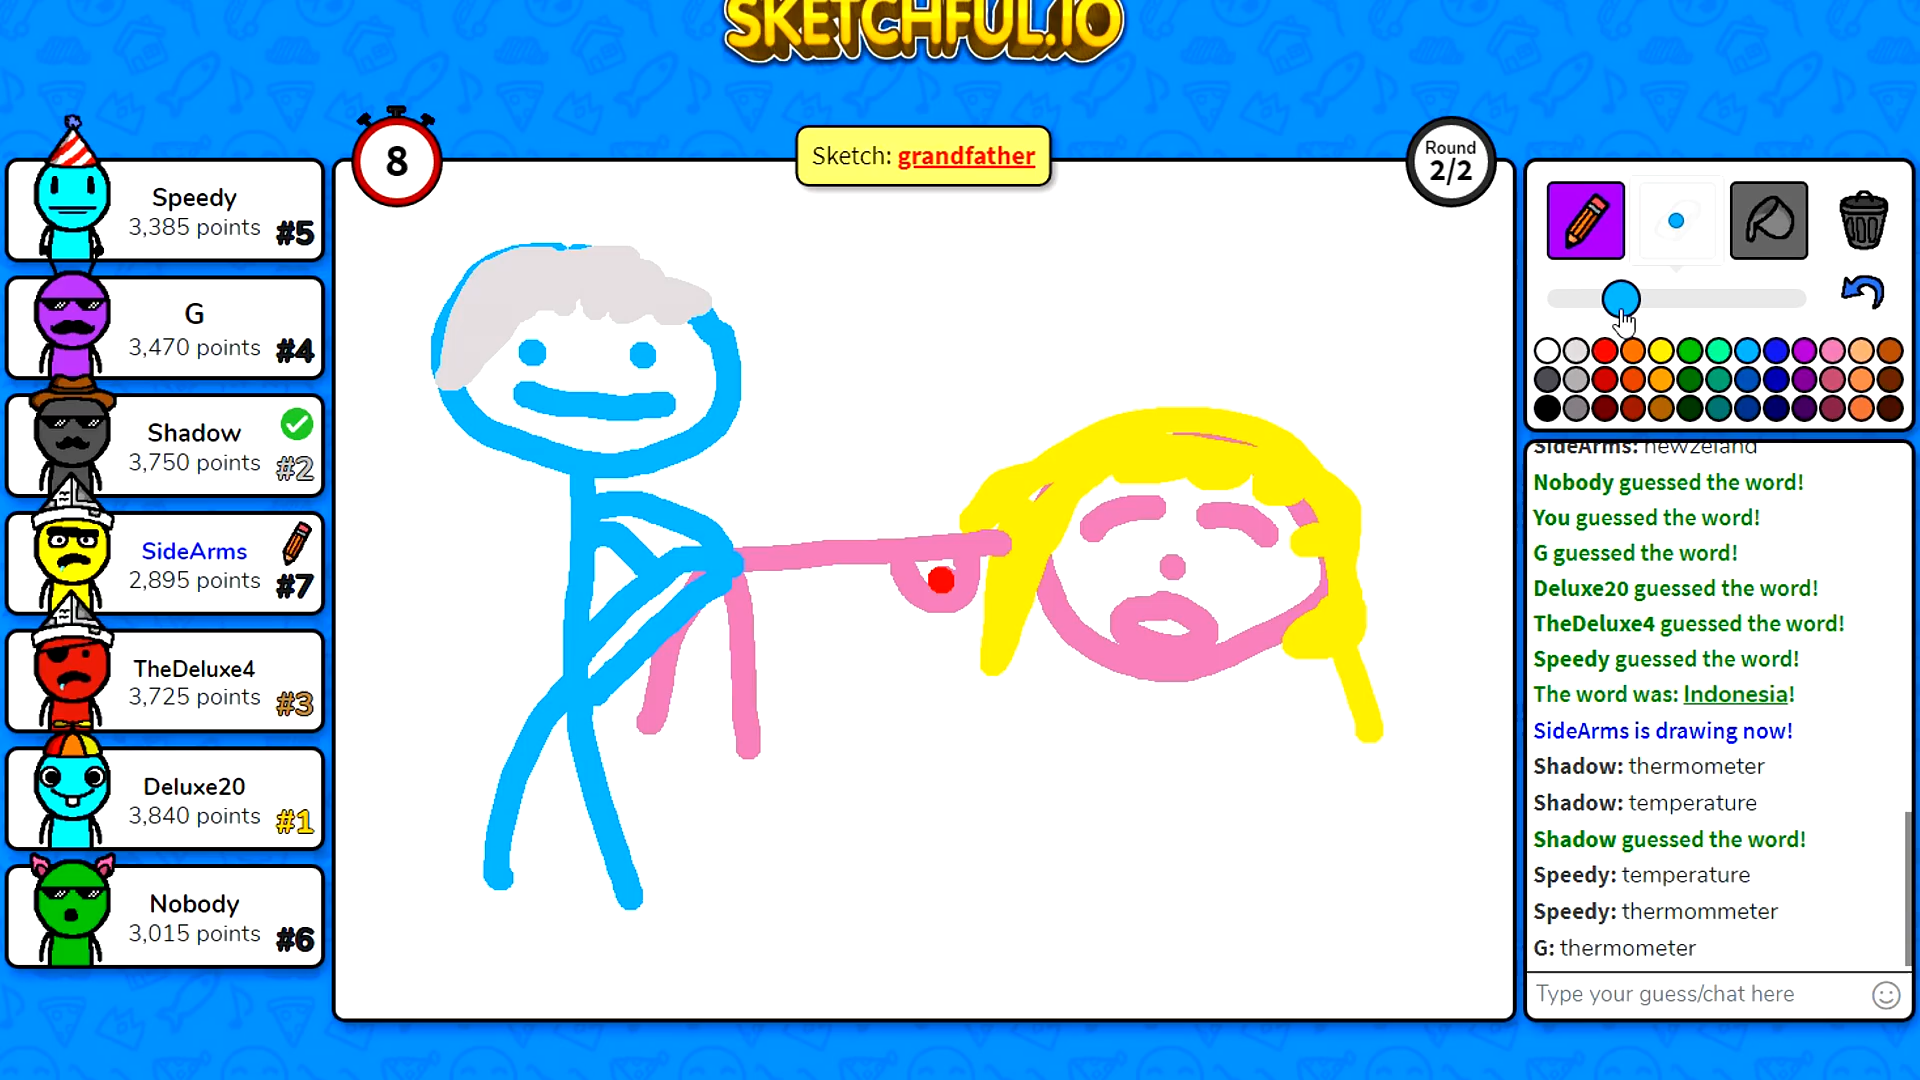 SKETCHFUL.IO
8
Sketch: grandfather
Round
2/2
Speedy
3,385 points
#5
G
3,470 points
#4
Shadow
3,750 points
#2
SideArms
2,895 points
#7
TheDeluxe4
3,725 points
#3
Deluxe20
3,840 points
#1
Nobody
3,015 points
#6
SideArms: newzeland
Nobody guessed the word!
You guessed the word!
G guessed the word!
Deluxe20 guessed the word!
TheDeluxe4 guessed the word!
Speedy guessed the word!
The word was: Indonesia!
SideArms is drawing now!
Shadow: thermometer
Shadow: temperature
Shadow guessed the word!
Speedy: temperature
Speedy: thermommeter
G: thermometer
Type your guess/chat here